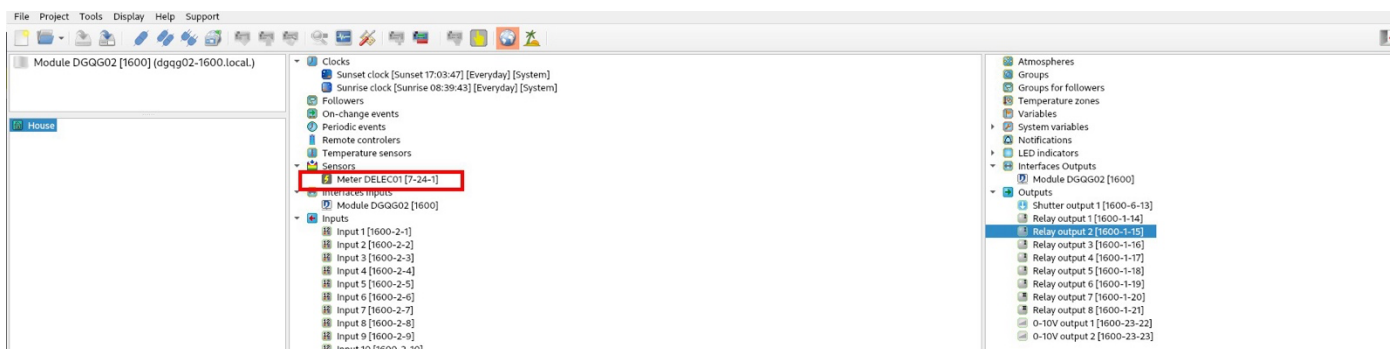 File Project Tools Display Help Support
Module DGQG02 [1600] (dgqg02-1600.local.)
House
Clocks
Sunset clock [Sunset 17:03:47] [Everyday] [System]
Sunrise clock [Sunrise 08:39:43] [Everyday] [System]
Followers
On-change events
Periodic events
Remote controlers
Temperature sensors
Sensors
Meter DELEC01 [7-24-1]
Interfaces Inputs
Module DGQG02 [1600]
Inputs
Input 1 [1600-2-1]
Input 2 [1600-2-2]
Input 3 [1600-2-3]
Input 4 [1600-2-4]
Input 5 [1600-2-5]
Input 6 [1600-2-6]
Input 7 [1600-2-7]
Input 8 [1600-2-8]
Input 9 [1600-2-9]
Input 10 [1600-2-10]
Atmospheres
Groups
Groups for followers
Temperature zones
Variables
System variables
Notifications
LED indicators
Interfaces Outputs
Module DGQG02 [1600]
Outputs
Shutter output 1 [1600-6-13]
Relay output 1 [1600-1-14]
Relay output 2 [1600-1-15]
Relay output 3 [1600-1-16]
Relay output 4 [1600-1-17]
Relay output 5 [1600-1-18]
Relay output 6 [1600-1-19]
Relay output 7 [1600-1-20]
Relay output 8 [1600-1-21]
0-10V output 1 [1600-23-22]
0-10V output 2 [1600-23-23]